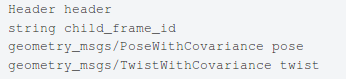 Header header
string child_frame_id
geometry_msgs/PoseWithCovariance pose
geometry_msgs/TwistWithCovariance twist